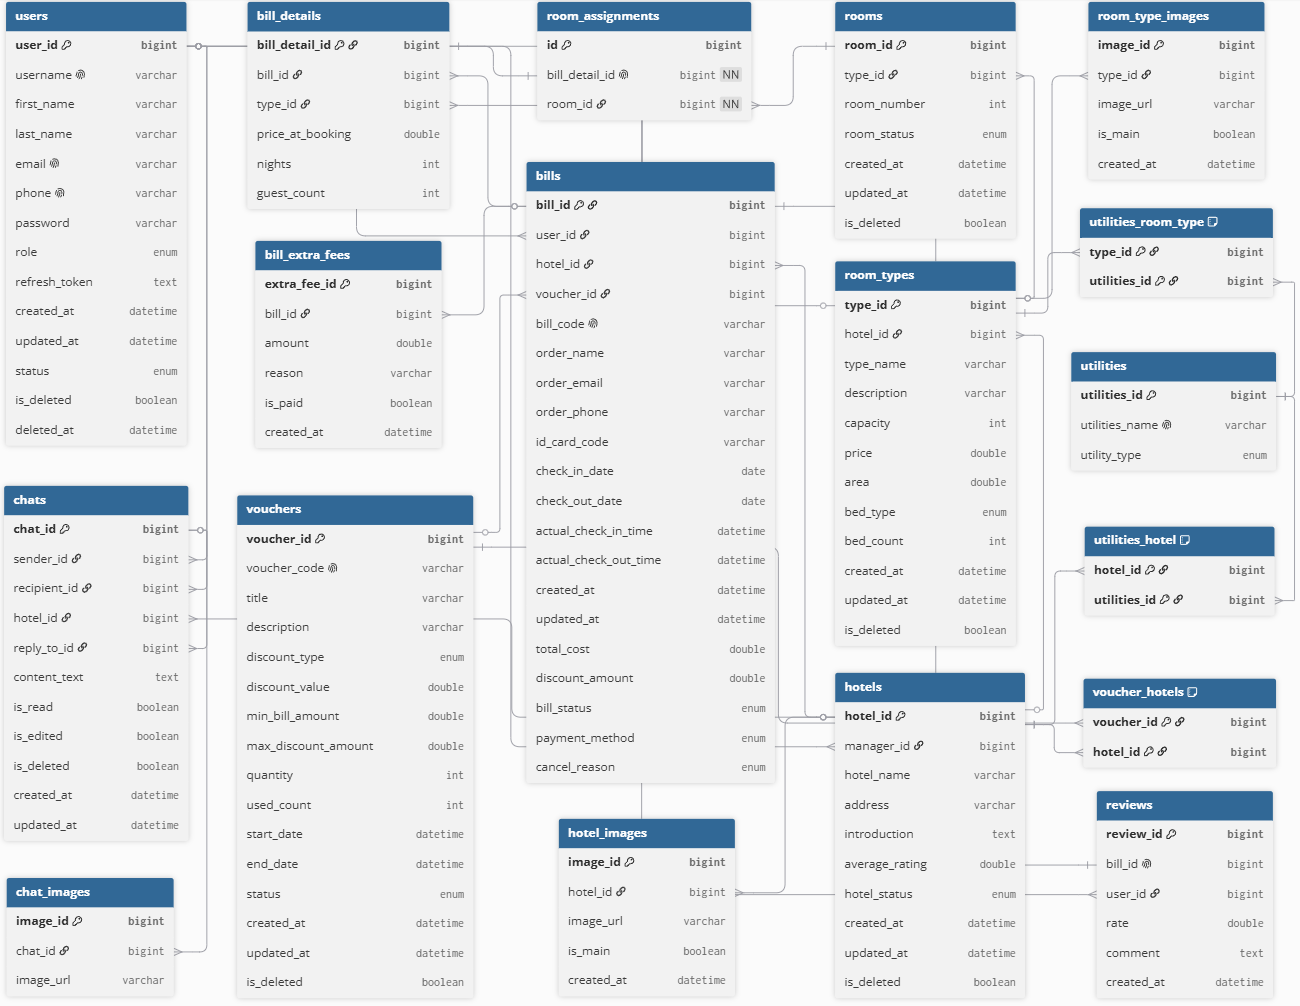 users
user_id bigint
username varchar
first_name varchar
last_name varchar
email varchar
phone varchar
password varchar
role enum
refresh_token text
created_at datetime
updated_at datetime
status enum
is_deleted boolean
deleted_at datetime
bill_details
bill_detail_id bigint
bill_id bigint
type_id bigint
price_at_booking double
nights int
guest_count int
room_assignments
id bigint
bill_detail_id bigint NN
room_id bigint NN
rooms
room_id bigint
type_id bigint
room_number int
room_status enum
created_at datetime
updated_at datetime
is_deleted boolean
room_type_images
image_id bigint
type_id bigint
image_url varchar
is_main boolean
created_at datetime
bills
bill_id bigint
user_id bigint
hotel_id bigint
voucher_id bigint
bill_code varchar
order_name varchar
order_email varchar
order_phone varchar
id_card_code varchar
check_in_date date
check_out_date date
actual_check_in_time datetime
actual_check_out_time datetime
created_at datetime
updated_at datetime
total_cost double
discount_amount double
bill_status enum
payment_method enum
cancel_reason enum
utilities_room_type
type_id bigint
utilities_id bigint
bill_extra_fees
extra_fee_id bigint
bill_id bigint
amount double
reason varchar
is_paid boolean
created_at datetime
room_types
type_id bigint
hotel_id bigint
type_name varchar
description varchar
capacity int
price double
area double
bed_type enum
bed_count int
created_at datetime
updated_at datetime
is_deleted boolean
utilities
utilities_id bigint
utilities_name varchar
utility_type enum
chats
chat_id bigint
sender_id bigint
recipient_id bigint
hotel_id bigint
reply_to_id bigint
content_text text
is_read boolean
is_edited boolean
is_deleted boolean
created_at datetime
updated_at datetime
vouchers
voucher_id bigint
voucher_code varchar
title varchar
description varchar
discount_type enum
discount_value double
min_bill_amount double
max_discount_amount double
quantity int
used_count int
start_date datetime
end_date datetime
status enum
created_at datetime
updated_at datetime
is_deleted boolean
utilities_hotel
hotel_id bigint
utilities_id bigint
hotels
hotel_id bigint
manager_id bigint
hotel_name varchar
address varchar
introduction text
average_rating double
hotel_status enum
created_at datetime
updated_at datetime
is_deleted boolean
voucher_hotels
voucher_id bigint
hotel_id bigint
reviews
review_id bigint
bill_id bigint
user_id bigint
rate double
comment text
created_at datetime
hotel_images
image_id bigint
hotel_id bigint
image_url varchar
is_main boolean
created_at datetime
chat_images
image_id bigint
chat_id bigint
image_url varchar